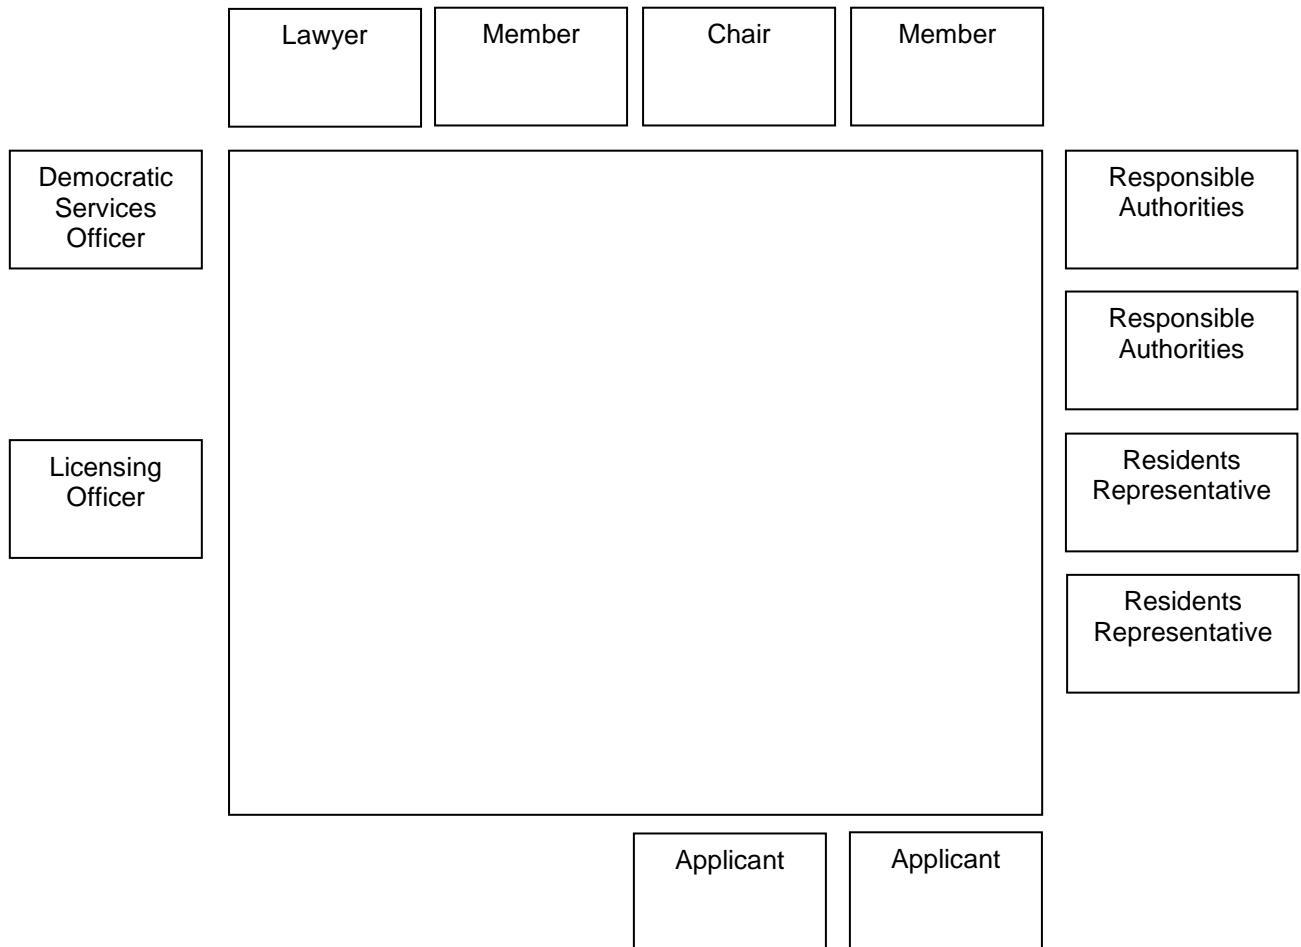 Lawyer
Member
Chair
Member
Democratic
Services
Officer
Responsible
Authorities
Responsible
Authorities
Licensing
Officer
Residents
Representative
Residents
Representative
Applicant
Applicant